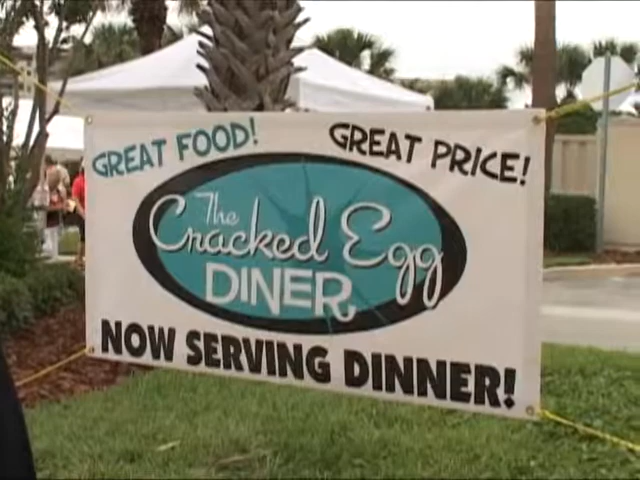 GREAT FOOD!
GREAT PRICE!
The
Cracked Egg
DINER
NOW SERVING DINNER!